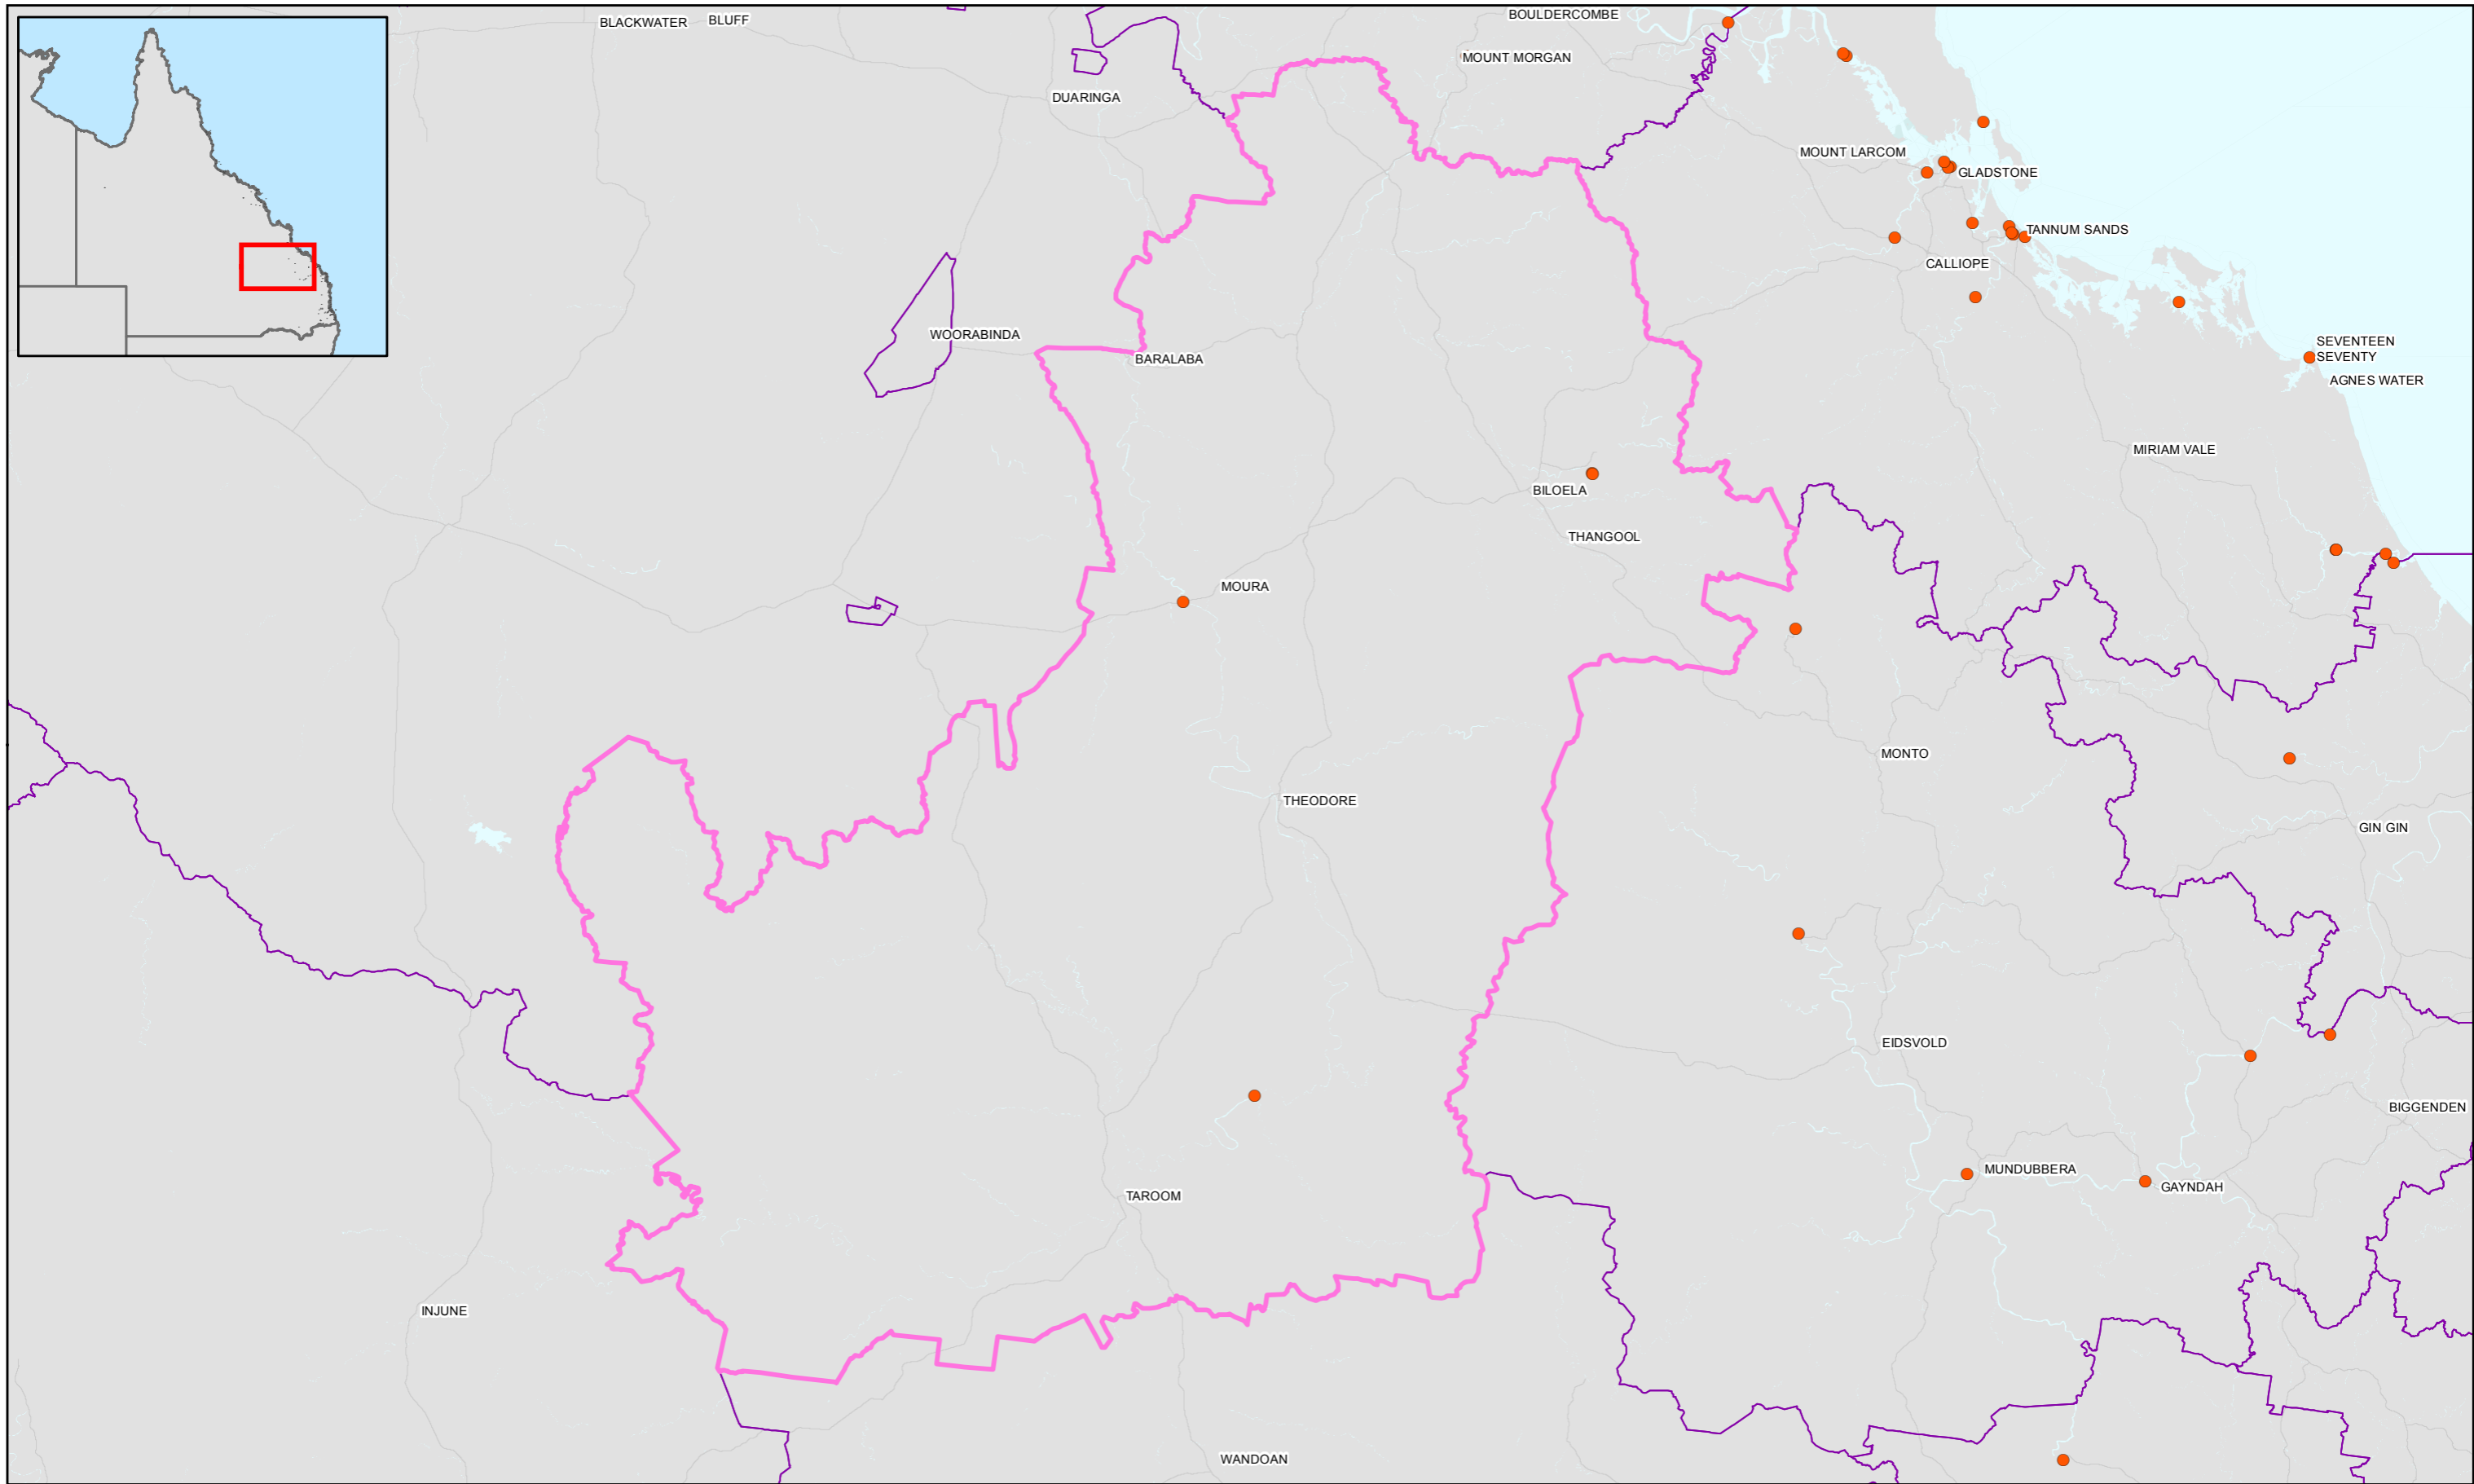 BLACKWATER
BLUFF
BOULDERCOMBE
MOUNT MORGAN
DUARINGA
MOUNT LARCOM
GLADSTONE
TANNUM SANDS
CALLIOPE
WOORABINDA
BARALABA
SEVENTEEN
SEVENTY
AGNES WATER
MIRIAM VALE
BILOELA
THANGOOL
MOURA
MONTO
THEODORE
GIN GIN
EIDSVOLD
BIGGENDEN
MUNDUBBERA
GAYNDAH
TAROOM
INJUNE
WANDOAN